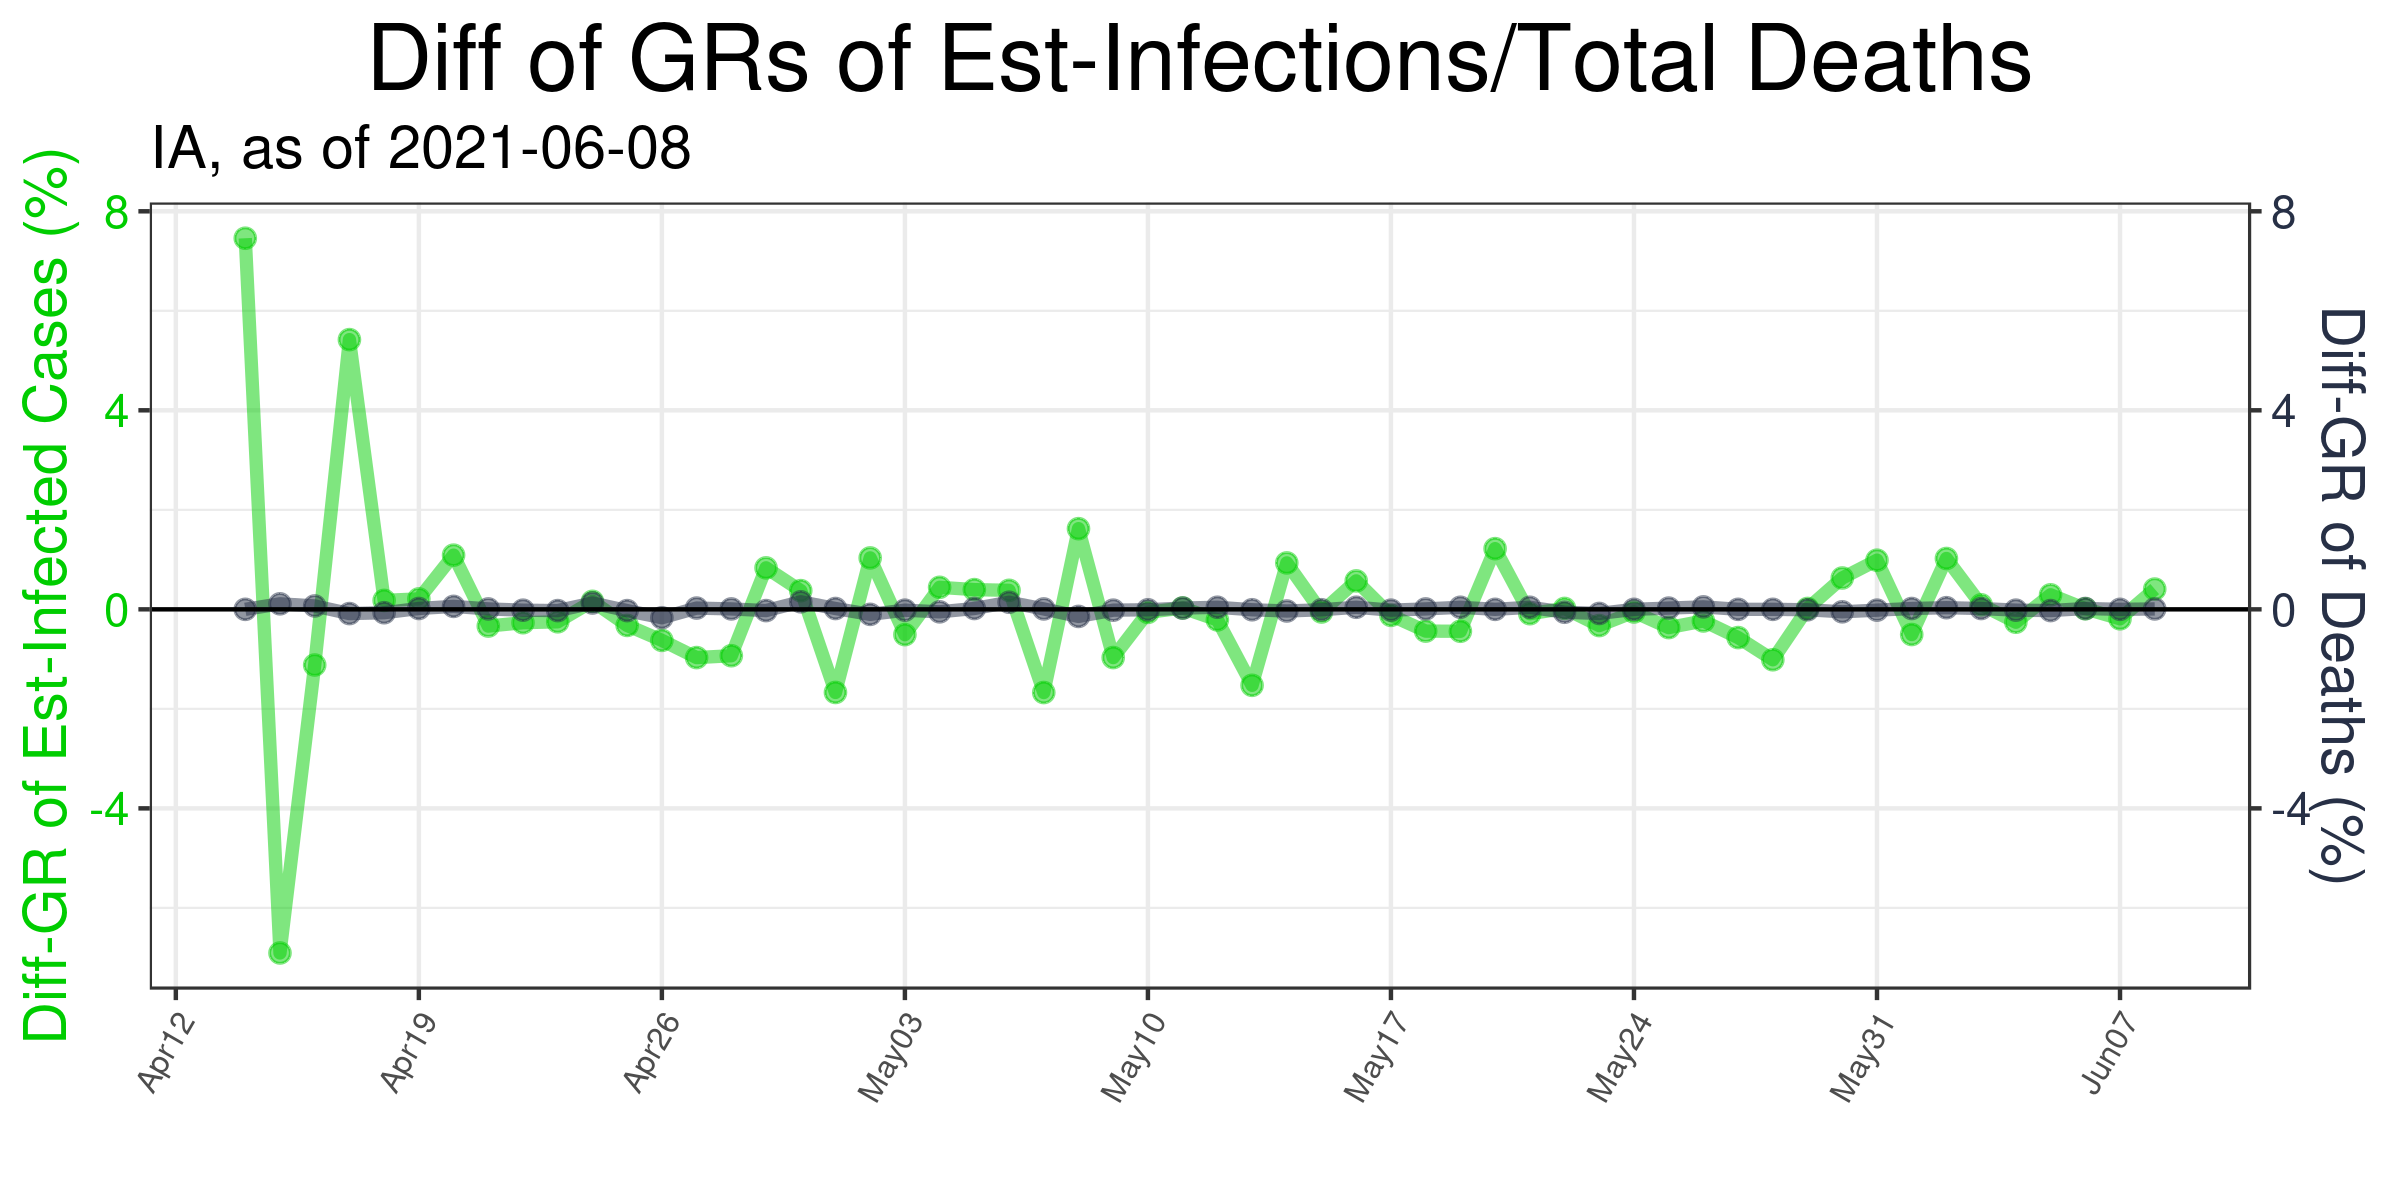 Diff of GRs of Est-Infections/Total Deaths
IA, as of 2021-06-08
Diff-GR of Est-Infected Cases (%)
8
4
0
-4
8
4
0
-4
Diff-GR of Deaths (%)
Apr12
Apr19
Apr26
May03
May10
May17
May24
May31
Jun07